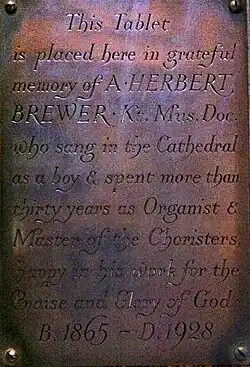 This Tablet
is placed here in grateful
memory of A·HERBERT,
BREWER· Kt. Mus. Doc.
who sang in the Cathedral
as a boy & spent more than
thirty years as Organist &
Master of the Choristers,
happy in his work for the
Praise and Glory of God.
B. 1865 – D. 1928